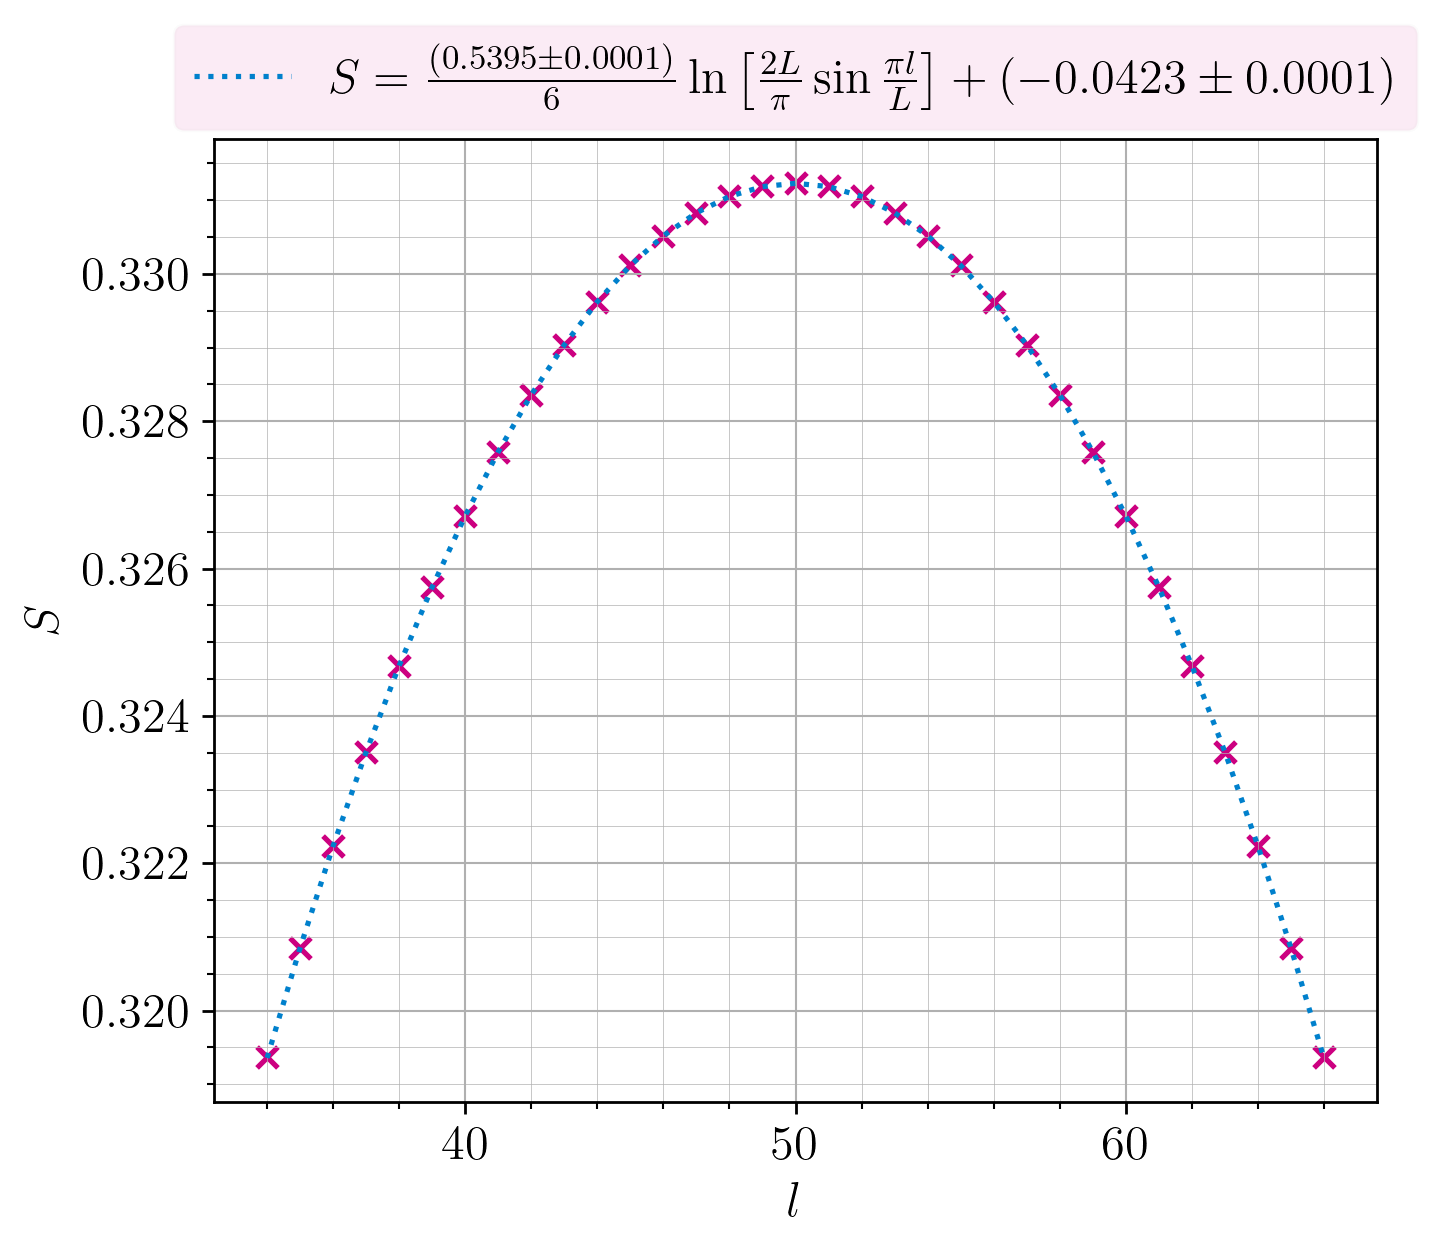 S = (0.5395±0.0001)/6 ln [2L/π sin πl/L] + (−0.0423 ± 0.0001)
0.330
0.328
0.326
0.324
0.322
0.320
S
40 50 60
l